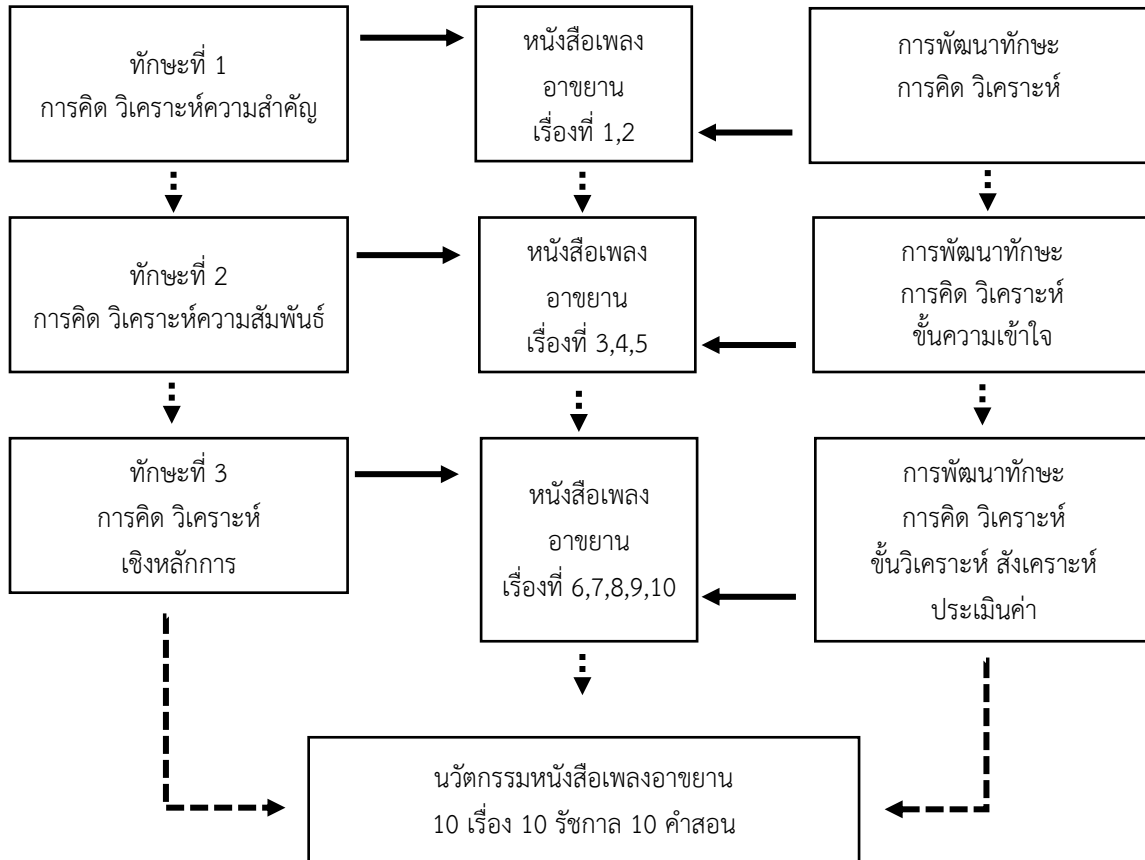 ทักษะที่ 1
การคิด วิเคราะห์ความสำคัญ
หนังสือเพลง
อาขยาน
เรื่องที่ 1,2
การพัฒนาทักษะ
การคิด วิเคราะห์
ทักษะที่ 2
การคิด วิเคราะห์ความสัมพันธ์
หนังสือเพลง
อาขยาน
เรื่องที่ 3,4,5
การพัฒนาทักษะ
การคิด วิเคราะห์
ขั้นความเข้าใจ
ทักษะที่ 3
การคิด วิเคราะห์
เชิงหลักการ
หนังสือเพลง
อาขยาน
เรื่องที่ 6,7,8,9,10
การพัฒนาทักษะ
การคิด วิเคราะห์
ขั้นวิเคราะห์ สังเคราะห์
ประเมินค่า
นวัตกรรมหนังสือเพลงอาขยาน
10 เรื่อง 10 รัชกาล 10 คำสอน